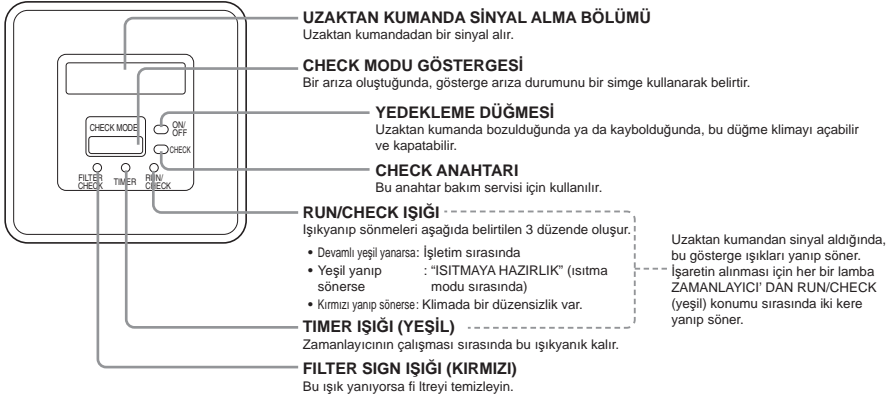 UZAKTAN KUMANDA SİNYAL ALMA BÖLÜMÜ
Uzaktan kumandadan bir sinyal alır.
CHECK MODU GÖSTERGESİ
Bir arıza oluştuğunda, gösterge arıza durumunu bir simge kullanarak belirtir.
YEDEKLEME DÜĞMESİ
Uzaktan kumanda bozulduğunda ya da kaybolduğunda, bu düğme klimayı açabilir
ve kapatabilir.
CHECK ANAHTARI
Bu anahtar bakım servisi için kullanılır.
CHECK MODE
ON/
OFF
CHECK
FILTER
CHECK
TIMER
RUN/
CHECK
RUN/CHECK IŞIĞI
Işıkyanıp sönmeleri aşağıda belirtilen 3 düzende oluşur.
• Devamlı yeşil yanarsa: İşletim sırasında
• Yeşil yanıp : “ISITMAYA HAZIRLIK” (ısıtma
sönerse modu sırasında)
• Kırmızı yanıp sönerse: Klimada bir düzensizlik var.
TIMER IŞIĞI (YEŞİL)
Zamanlayıcının çalışması sırasında bu ışıkyanık kalır.
FILTER SIGN IŞIĞI (KIRMIZI)
Bu ışık yanıyorsa fi ltreyi temizleyin.
Uzaktan kumandan sinyal aldığında,
bu gösterge ışıkları yanıp söner.
İşaretin alınması için her bir lamba
ZAMANLAYICI’ DAN RUN/CHECK
(yeşil) konumu sırasında iki kere
yanıp söner.